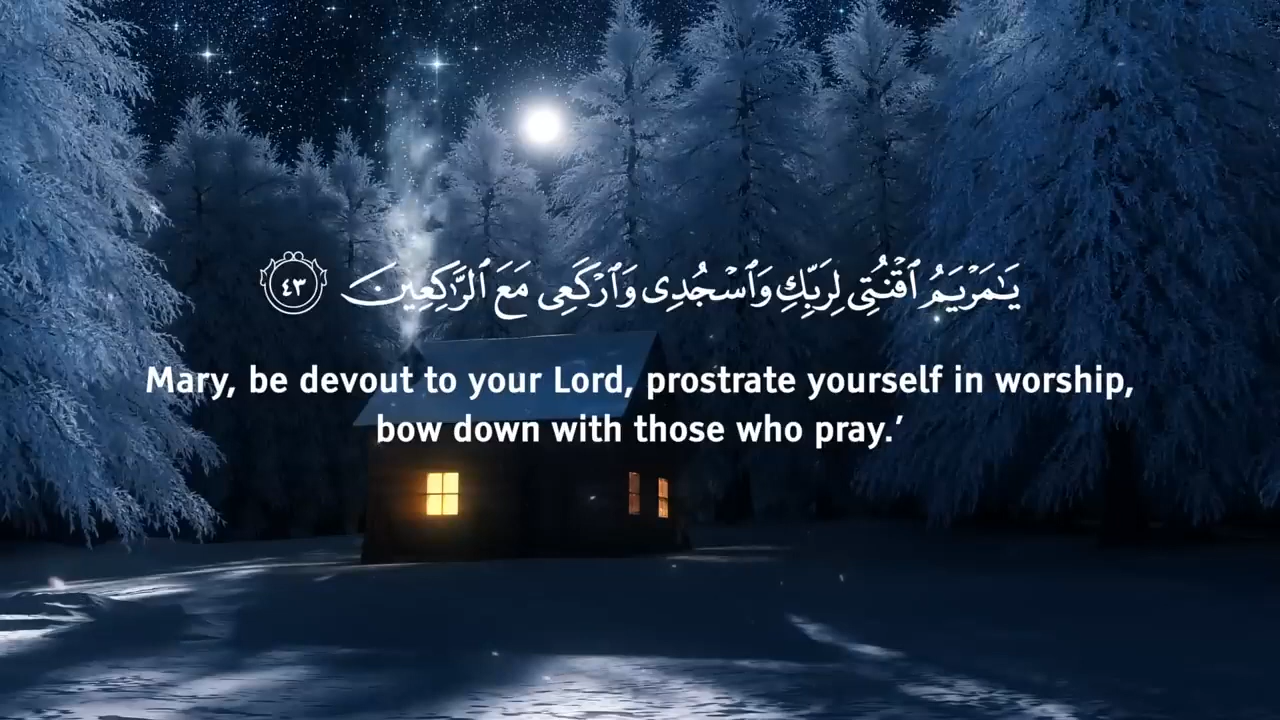 يَـٰمَرْيَمُ ٱقْنُتِى لِرَبِّكِ وَٱسْجُدِى وَٱرْكَعِى مَعَ ٱلرَّٰكِعِينَ ٤٣
Mary, be devout to your Lord, prostrate yourself in worship,
bow down with those who pray.’